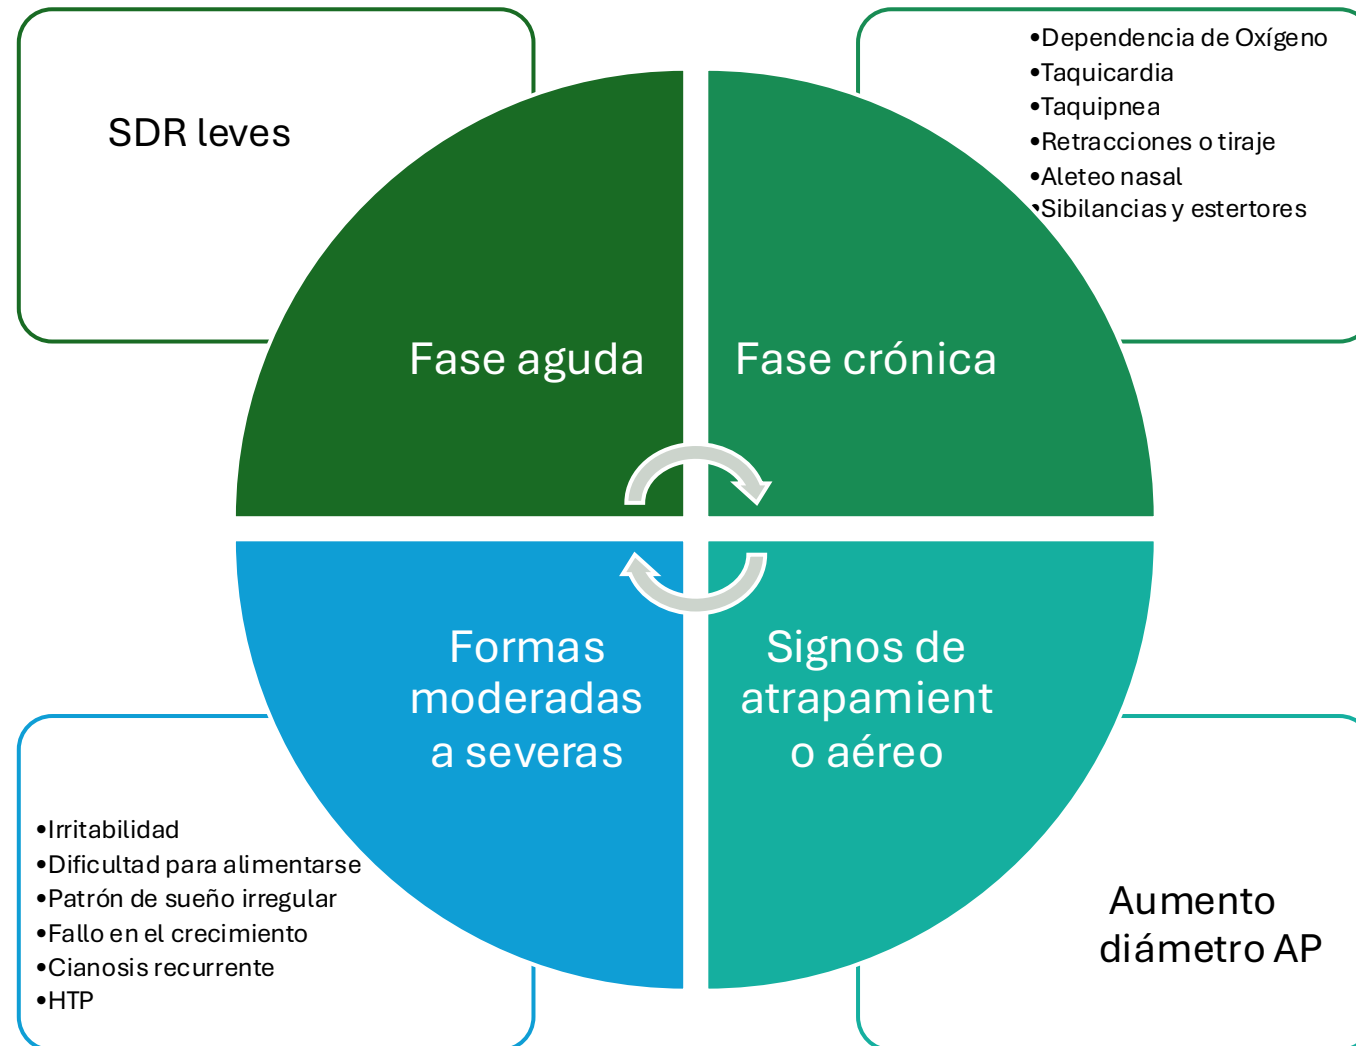 SDR leves
•Dependencia de Oxígeno
•Taquicardia
•Taquipnea
•Retracciones o tiraje
•Aleteo nasal
•Sibilancias y estertores
Fase aguda
Fase crónica
Formas
moderadas
a severas
Signos de
atrapamient
o aéreo
•Irritabilidad
•Dificultad para alimentarse
•Patrón de sueño irregular
•Fallo en el crecimiento
•Cianosis recurrente
•HTP
Aumento
diámetro AP